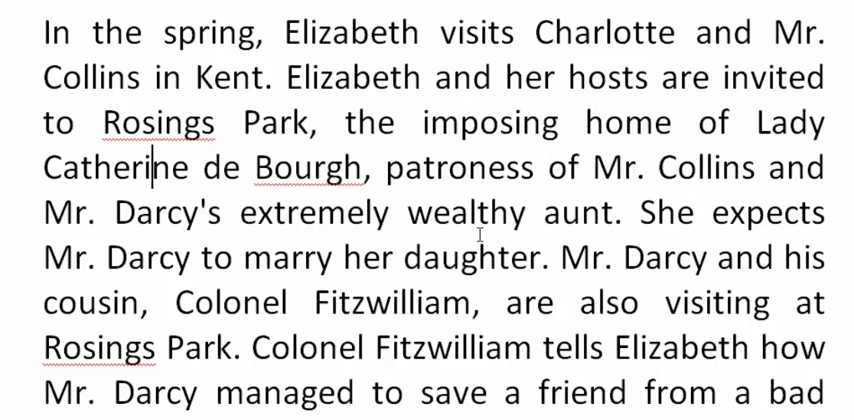 In the spring, Elizabeth visits Charlotte and Mr.
Collins in Kent. Elizabeth and her hosts are invited
to Rosings Park, the imposing home of Lady
Catherine de Bourgh, patroness of Mr. Collins and
Mr. Darcy's extremely wealthy aunt. She expects
Mr. Darcy to marry her daughter. Mr. Darcy and his
cousin, Colonel Fitzwilliam, are also visiting at
Rosings Park. Colonel Fitzwilliam tells Elizabeth how
Mr. Darcy managed to save a friend from a bad